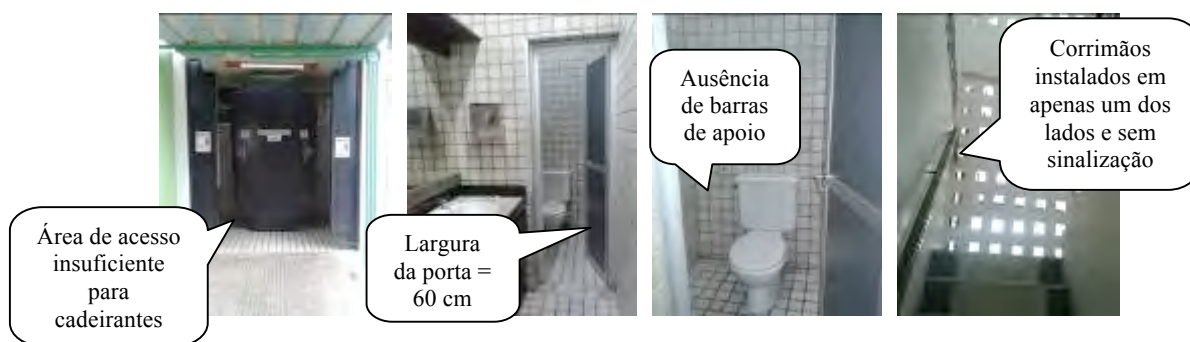 Área de acesso
insuficiente
para
cadeirantes
Largura
da porta =
60 cm
Ausência
de barras
de apoio
Corrimãos
instalados em
apenas um dos
lados e sem
sinalização